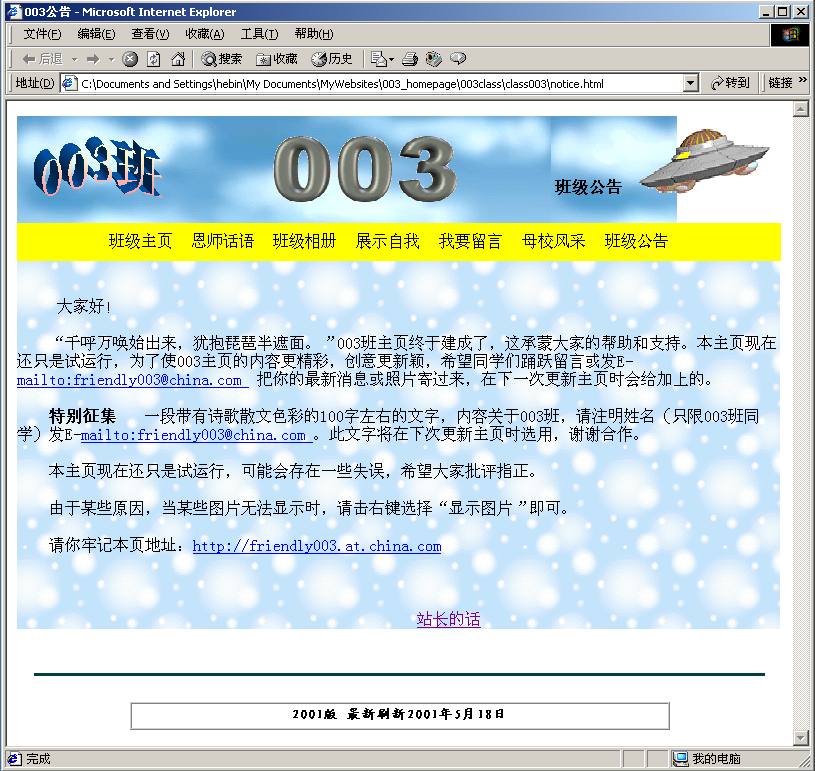 003公告 - Microsoft Internet Explorer
文件(F) 编辑(E) 查看(V) 收藏(A) 工具(T) 帮助(H)
后退 搜索 收藏 历史
地址(D) C:\Documents and Settings\hebin\My Documents\MyWebsites\003_homepage\003class\class003\notice.html 转到 链接 »
003班 003 班级公告
班级主页 恩师话语 班级相册 展示自我 我要留言 母校风采 班级公告
大家好!
“千呼万唤始出来，犹抱琵琶半遮面。”003班主页终于建成了，这承蒙大家的帮助和支持。本主页现在
还只是试运行，为了使003主页的内容更精彩，创意更新颖，希望同学们踊跃留言或发E-
mailto:friendly003@china.com 把你的最新消息或照片寄过来，在下一次更新主页时会给加上的。
特别征集 一段带有诗歌散文色彩的100字左右的文字，内容关于003班，请注明姓名（只限003班同
学）发E-mailto:friendly003@china.com 。此文字将在下次更新主页时选用，谢谢合作。
本主页现在还只是试运行，可能会存在一些失误，希望大家批评指正。
由于某些原因，当某些图片无法显示时，请击右键选择“显示图片 ”即可。
请你牢记本页地址：http://friendly003.at.china.com
站长的话
2001版 最新刷新2001年5月18日
完成 我的电脑